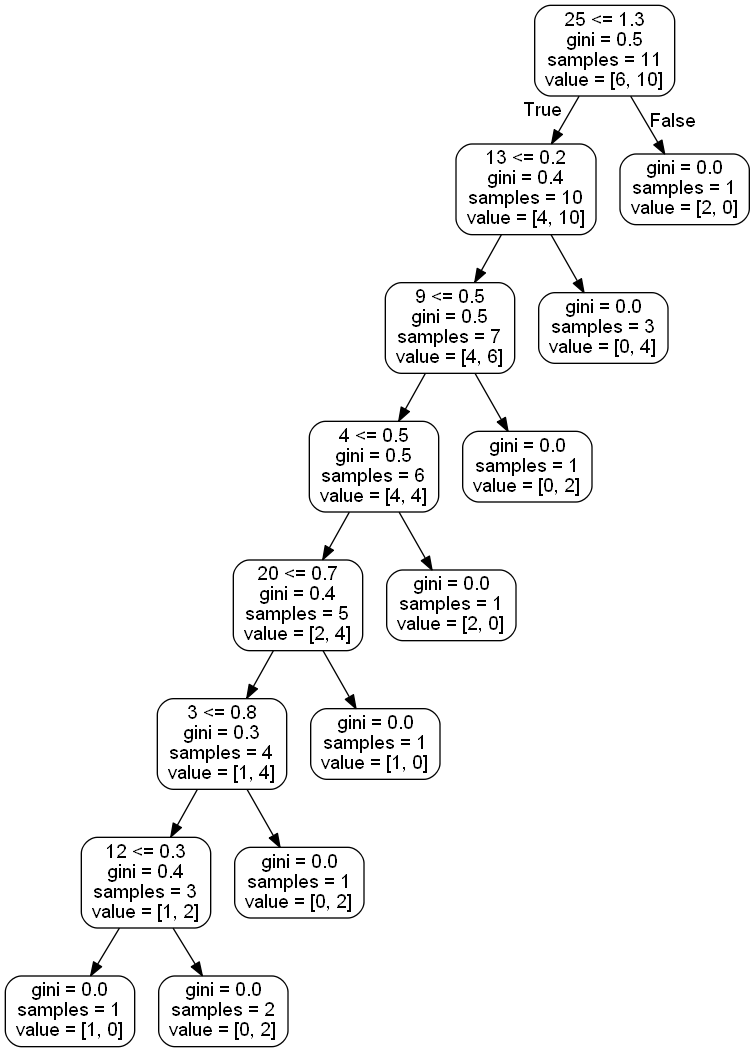 25 <= 1.3
gini = 0.5
samples = 11
value = [6, 10]
True
False
13 <= 0.2
gini = 0.4
samples = 10
value = [4, 10]
gini = 0.0
samples = 1
value = [2, 0]
9 <= 0.5
gini = 0.5
samples = 7
value = [4, 6]
gini = 0.0
samples = 3
value = [0, 4]
4 <= 0.5
gini = 0.5
samples = 6
value = [4, 4]
gini = 0.0
samples = 1
value = [0, 2]
20 <= 0.7
gini = 0.4
samples = 5
value = [2, 4]
gini = 0.0
samples = 1
value = [2, 0]
3 <= 0.8
gini = 0.3
samples = 4
value = [1, 4]
gini = 0.0
samples = 1
value = [1, 0]
12 <= 0.3
gini = 0.4
samples = 3
value = [1, 2]
gini = 0.0
samples = 1
value = [0, 2]
gini = 0.0
samples = 1
value = [1, 0]
gini = 0.0
samples = 2
value = [0, 2]